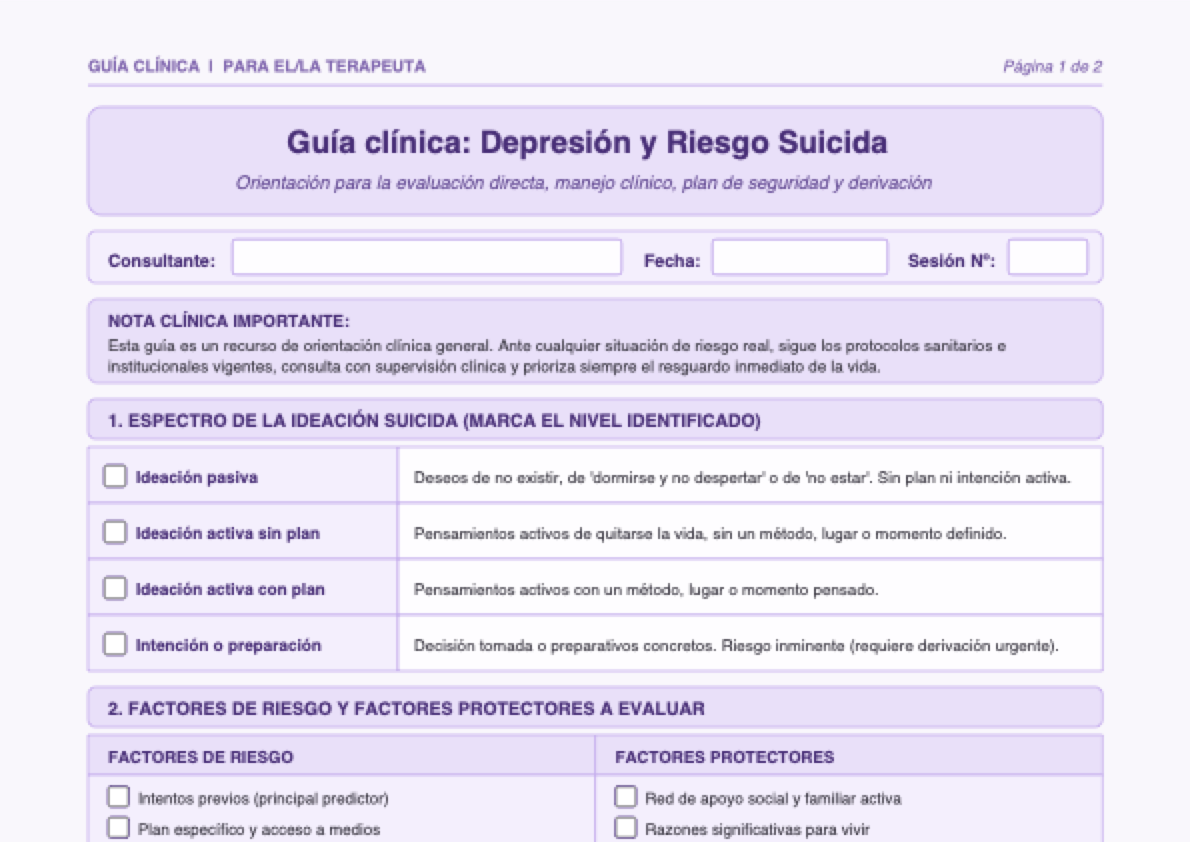 GUÍA CLÍNICA | PARA EL/LA TERAPEUTA
Página 1 de 2
Guía clínica: Depresión y Riesgo Suicida
Orientación para la evaluación directa, manejo clínico, plan de seguridad y derivación
Consultante: Fecha: Sesión N°:
NOTA CLÍNICA IMPORTANTE:
Esta guía es un recurso de orientación clínica general. Ante cualquier situación de riesgo real, sigue los protocolos sanitarios e
institucionales vigentes, consulta con supervisión clínica y prioriza siempre el resguardo inmediato de la vida.
1. ESPECTRO DE LA IDEACIÓN SUICIDA (MARCA EL NIVEL IDENTIFICADO)
Ideación pasiva
Deseos de no existir, de 'dormirse y no despertar' o de 'no estar'. Sin plan ni intención activa.
Ideación activa sin plan
Pensamientos activos de quitarse la vida, sin un método, lugar o momento definido.
Ideación activa con plan
Pensamientos activos con un método, lugar o momento pensado.
Intención o preparación
Decisión tomada o preparativos concretos. Riesgo inminente (requiere derivación urgente).
2. FACTORES DE RIESGO Y FACTORES PROTECTORES A EVALUAR
FACTORES DE RIESGO
Intentos previos (principal predictor)
Plan específico y acceso a medios
FACTORES PROTECTORES
Red de apoyo social y familiar activa
Razones significativas para vivir